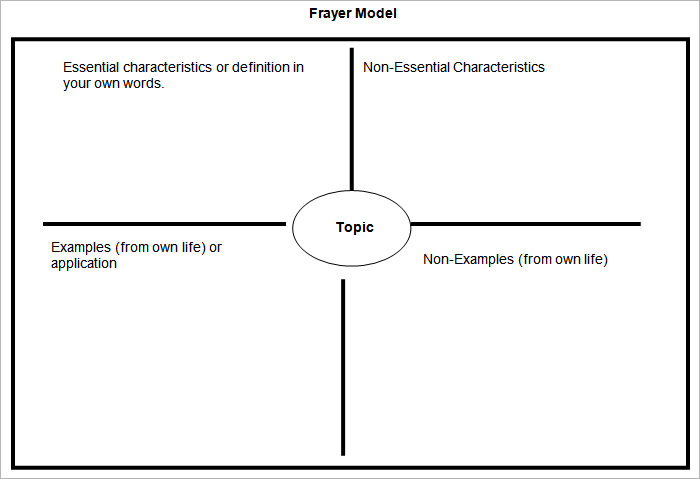 Frayer Model
Essential characteristics or definition in
your own words.
Non-Essential Characteristics
Topic
Examples (from own life) or
application
Non-Examples (from own life)